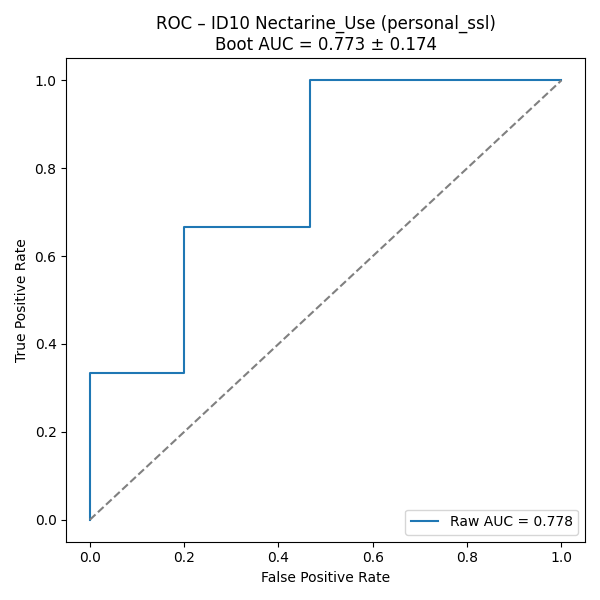 ROC – ID10 Nectarine_Use (personal_ssl)
Boot AUC = 0.773 ± 0.174
True Positive Rate
1.0
0.8
0.6
0.4
0.2
0.0
Raw AUC = 0.778
0.0 0.2 0.4 0.6 0.8 1.0
False Positive Rate